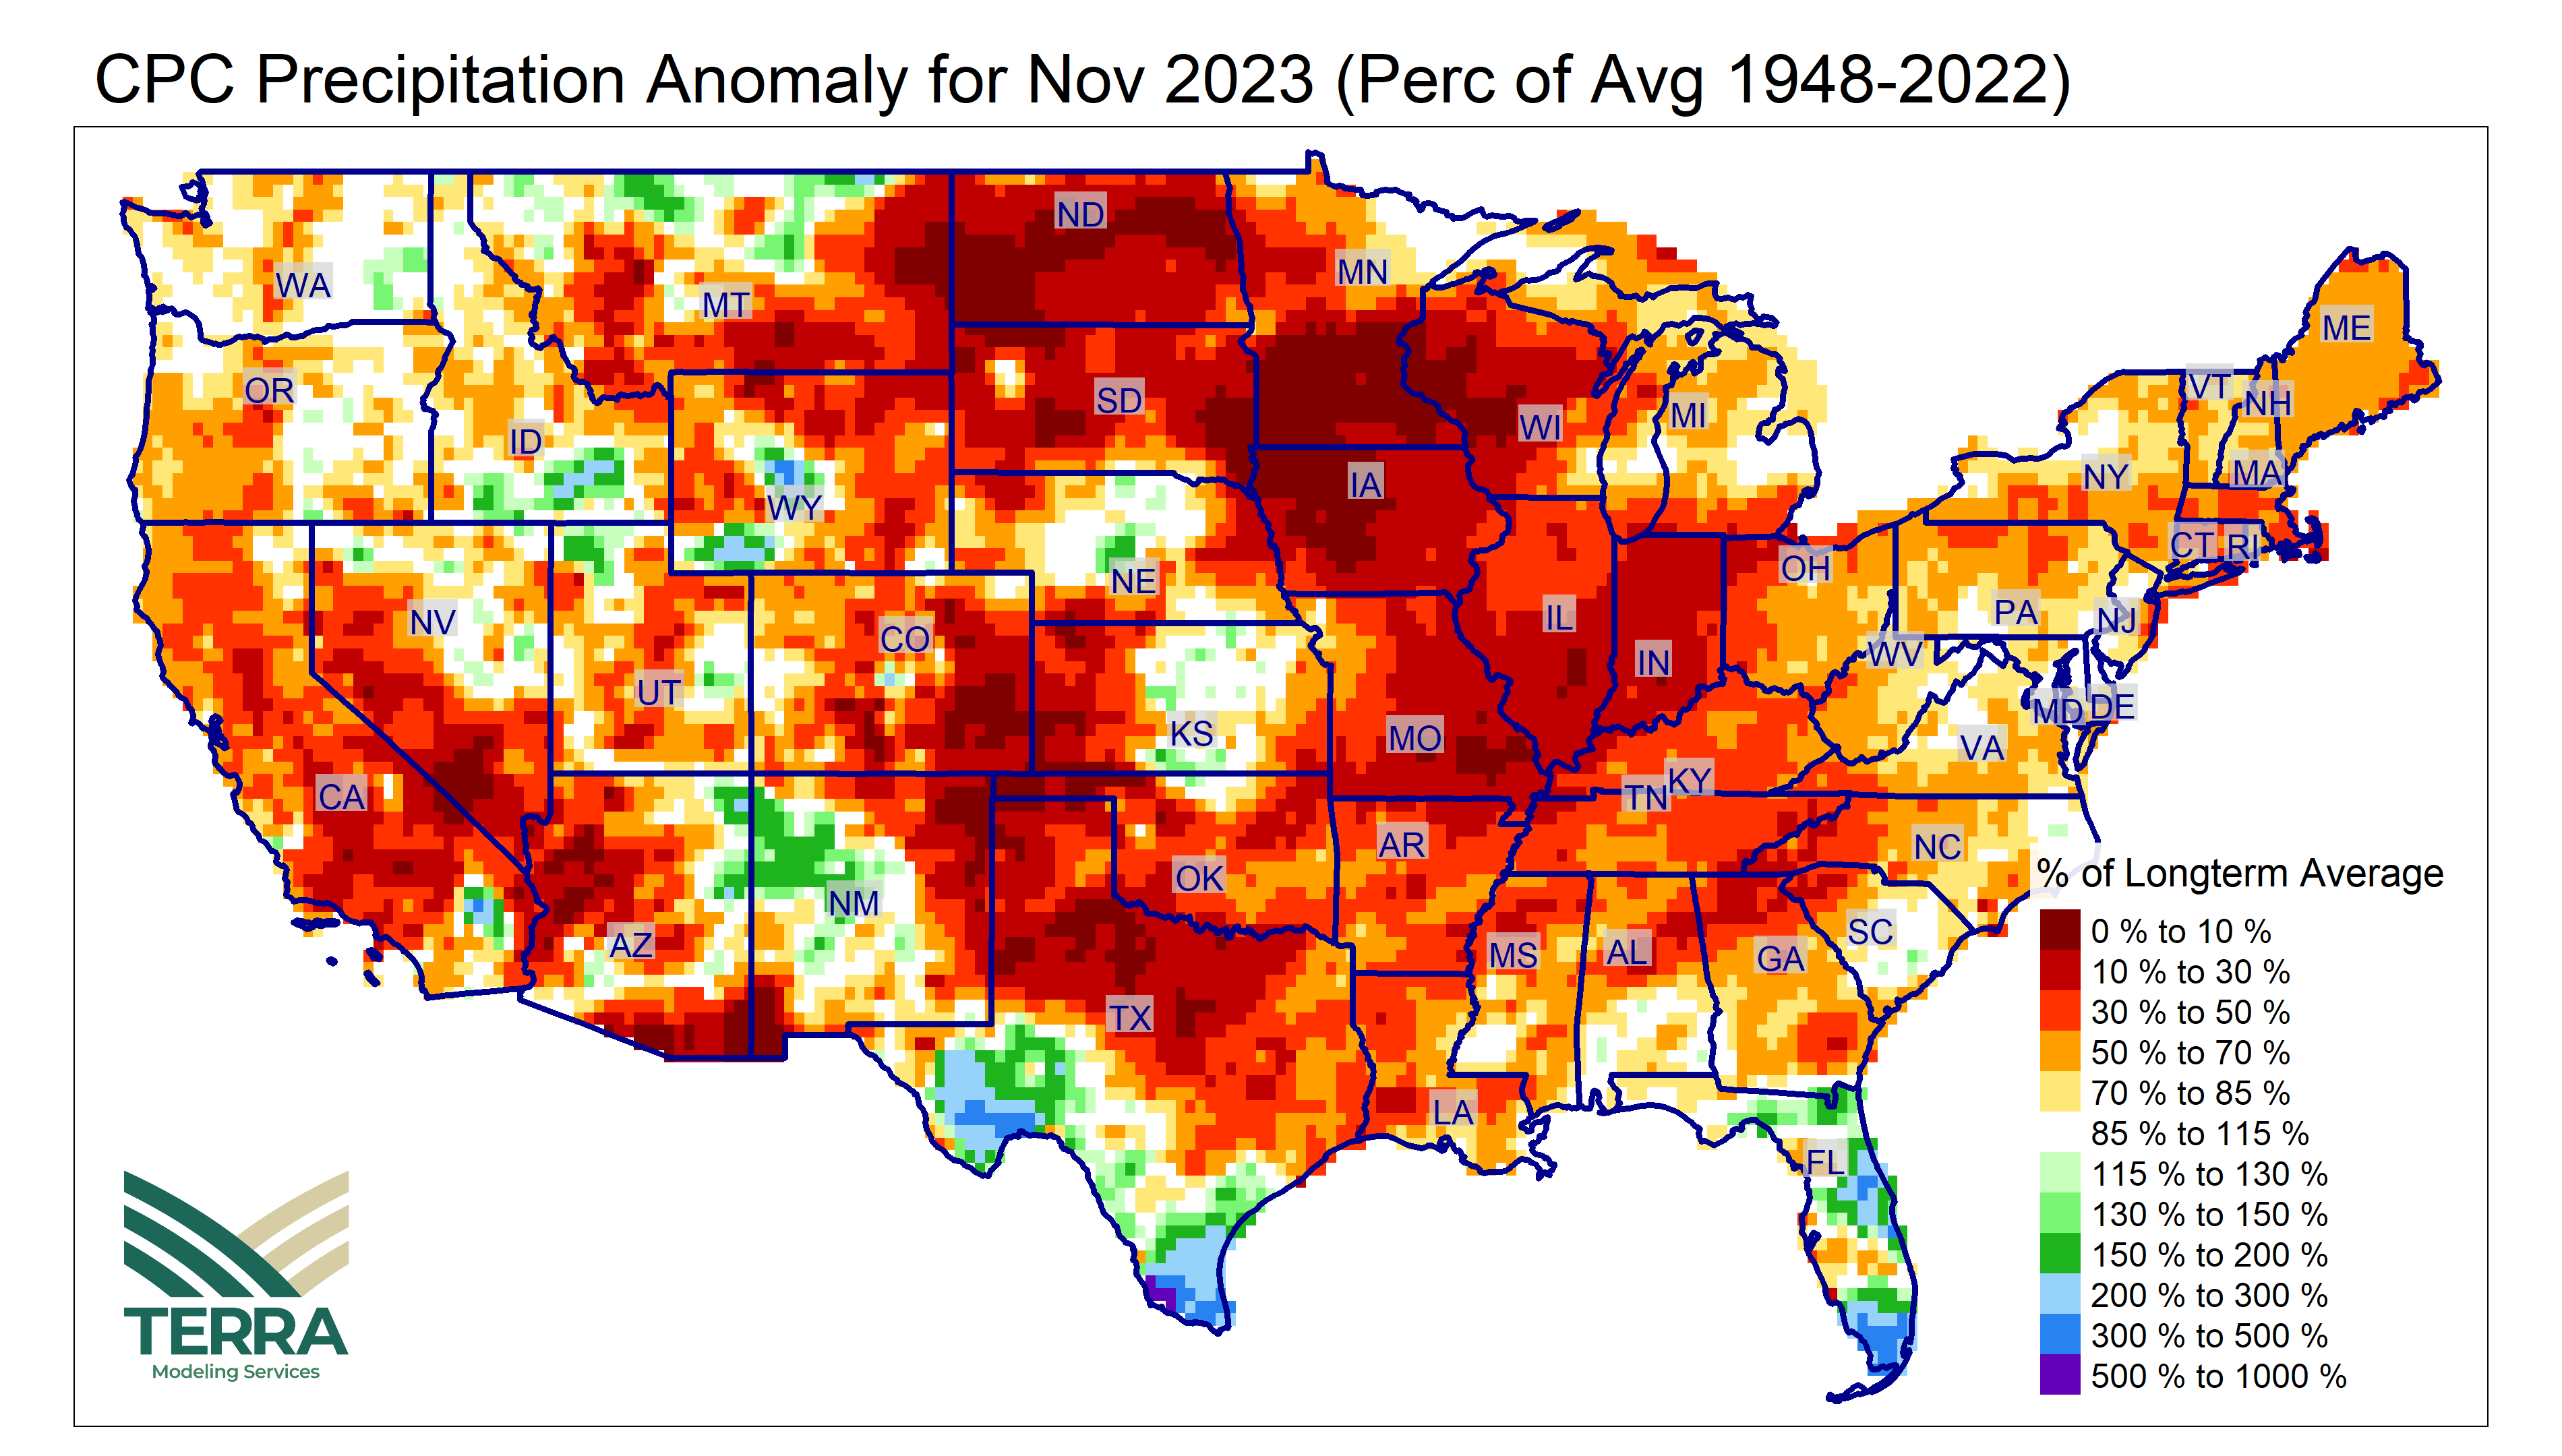 CPC Precipitation Anomaly for Nov 2023 (Perc of Avg 1948-2022)
ND
WA
MN
MT
ME
OR
SD
VT
NH
ID
WI
MI
IA
NY
MA
WY
NE
OH
CT RI
NV
CO
IL
PA
NJ
UT
IN
WV
KS
MO
VA
MD DE
CA
TN KY
AR
NC
OK
NM
AZ
MS
AL
GA
SC
TX
LA
FL
% of Longterm Average
0 % to 10 %
10 % to 30 %
30 % to 50 %
50 % to 70 %
70 % to 85 %
85 % to 115 %
115 % to 130 %
130 % to 150 %
150 % to 200 %
200 % to 300 %
300 % to 500 %
500 % to 1000 %
TERRA
Modeling Services